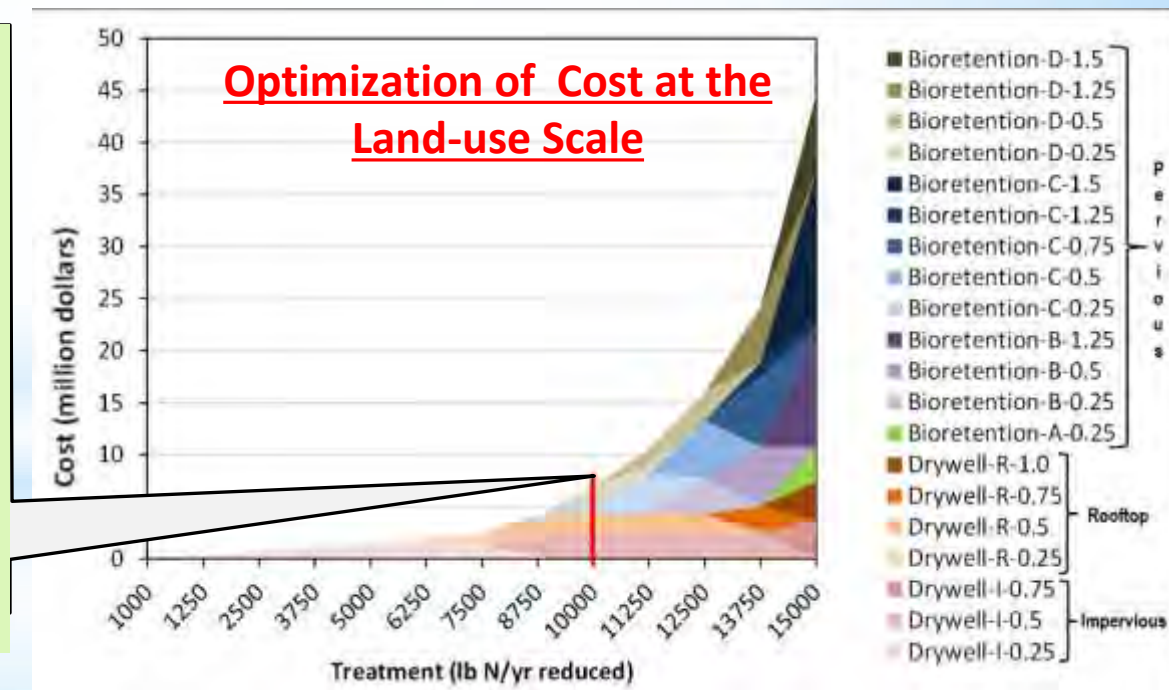 Optimization of Cost at the
Land-use Scale
Cost (million dollars)
50
45
40
35
30
25
20
15
10
5
0
1000
1250
2500
3750
5000
6250
7500
8750
10000
11250
12500
13750
15000
Treatment (lb N/yr reduced)
Bioretention-D-1.5
Bioretention-D-1.25
Bioretention-D-0.5
Bioretention-D-0.25
Bioretention-C-1.5
Bioretention-C-1.25
Bioretention-C-0.75
Bioretention-C-0.5
Bioretention-C-0.25
Bioretention-B-1.25
Bioretention-B-0.5
Bioretention-B-0.25
Bioretention-A-0.25
Drywell-R-1.0
Drywell-R-0.75
Drywell-R-0.5
Drywell-R-0.25
Drywell-I-0.75
Drywell-I-0.5
Drywell-I-0.25
Pervious
Rooftop
Impervious